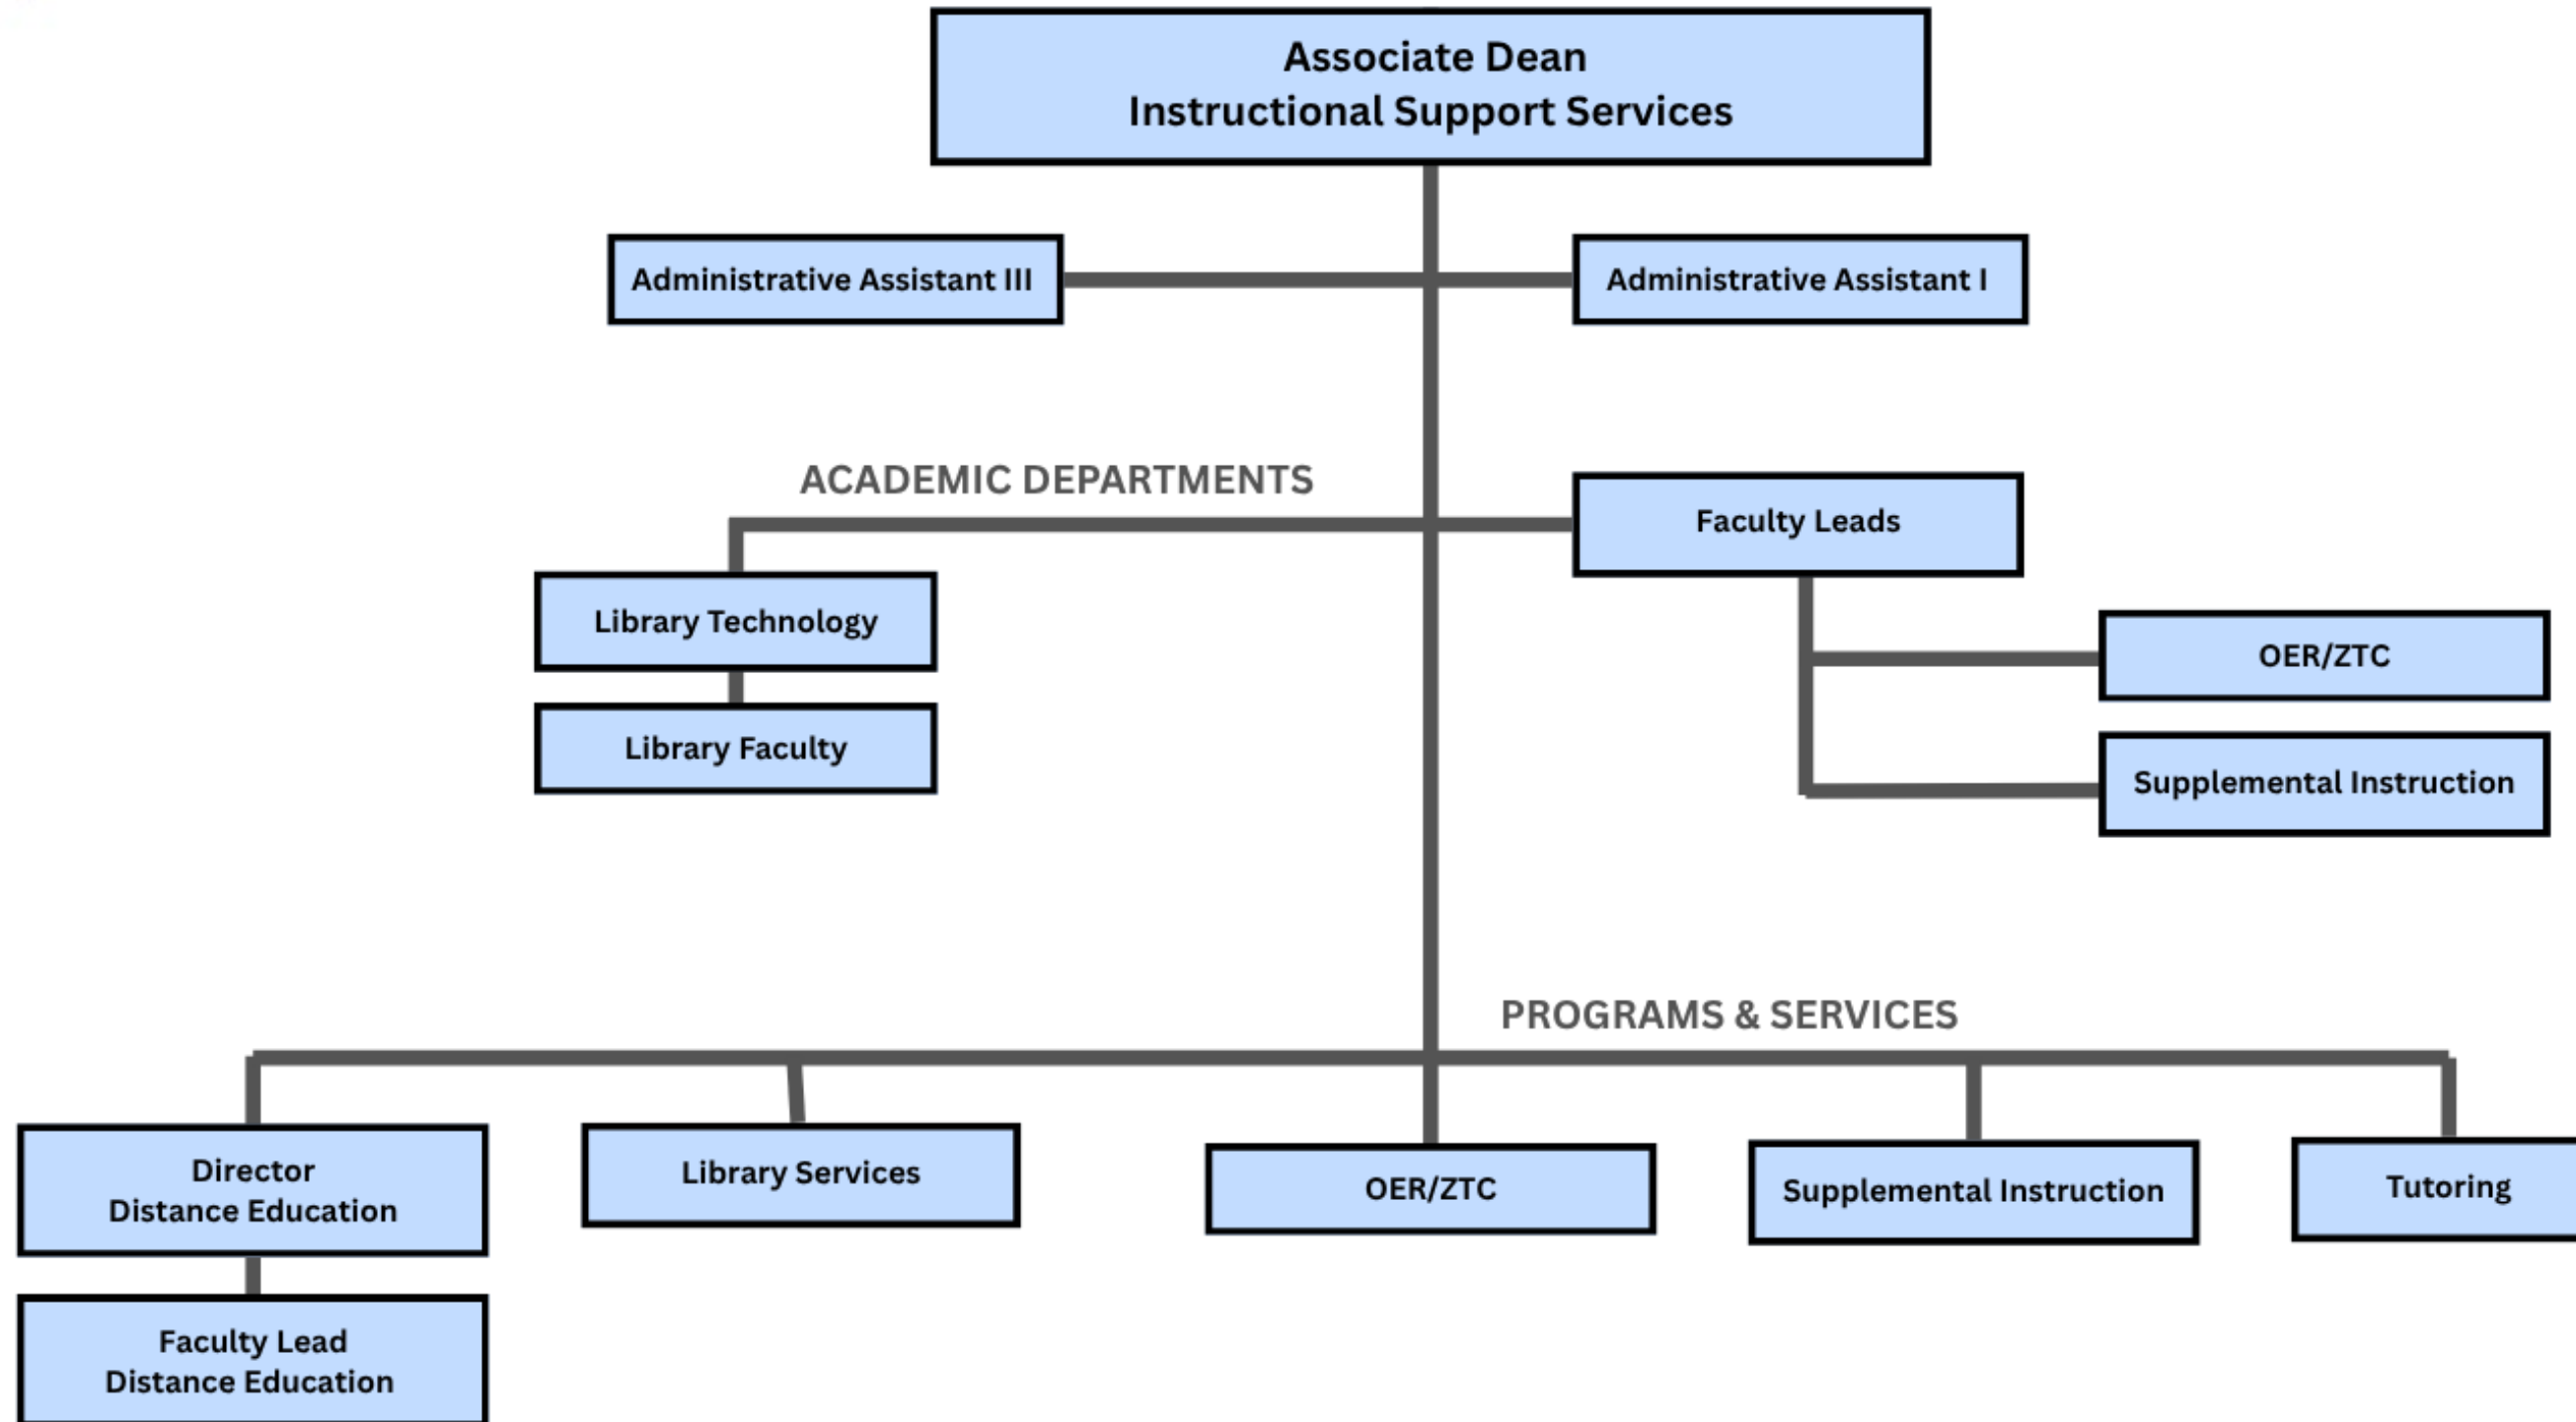 Associate Dean
Instructional Support Services
Administrative Assistant III
Administrative Assistant I
ACADEMIC DEPARTMENTS
Faculty Leads
Library Technology
OER/ZTC
Library Faculty
Supplemental Instruction
PROGRAMS & SERVICES
Director
Distance Education
Library Services
OER/ZTC
Supplemental Instruction
Tutoring
Faculty Lead
Distance Education